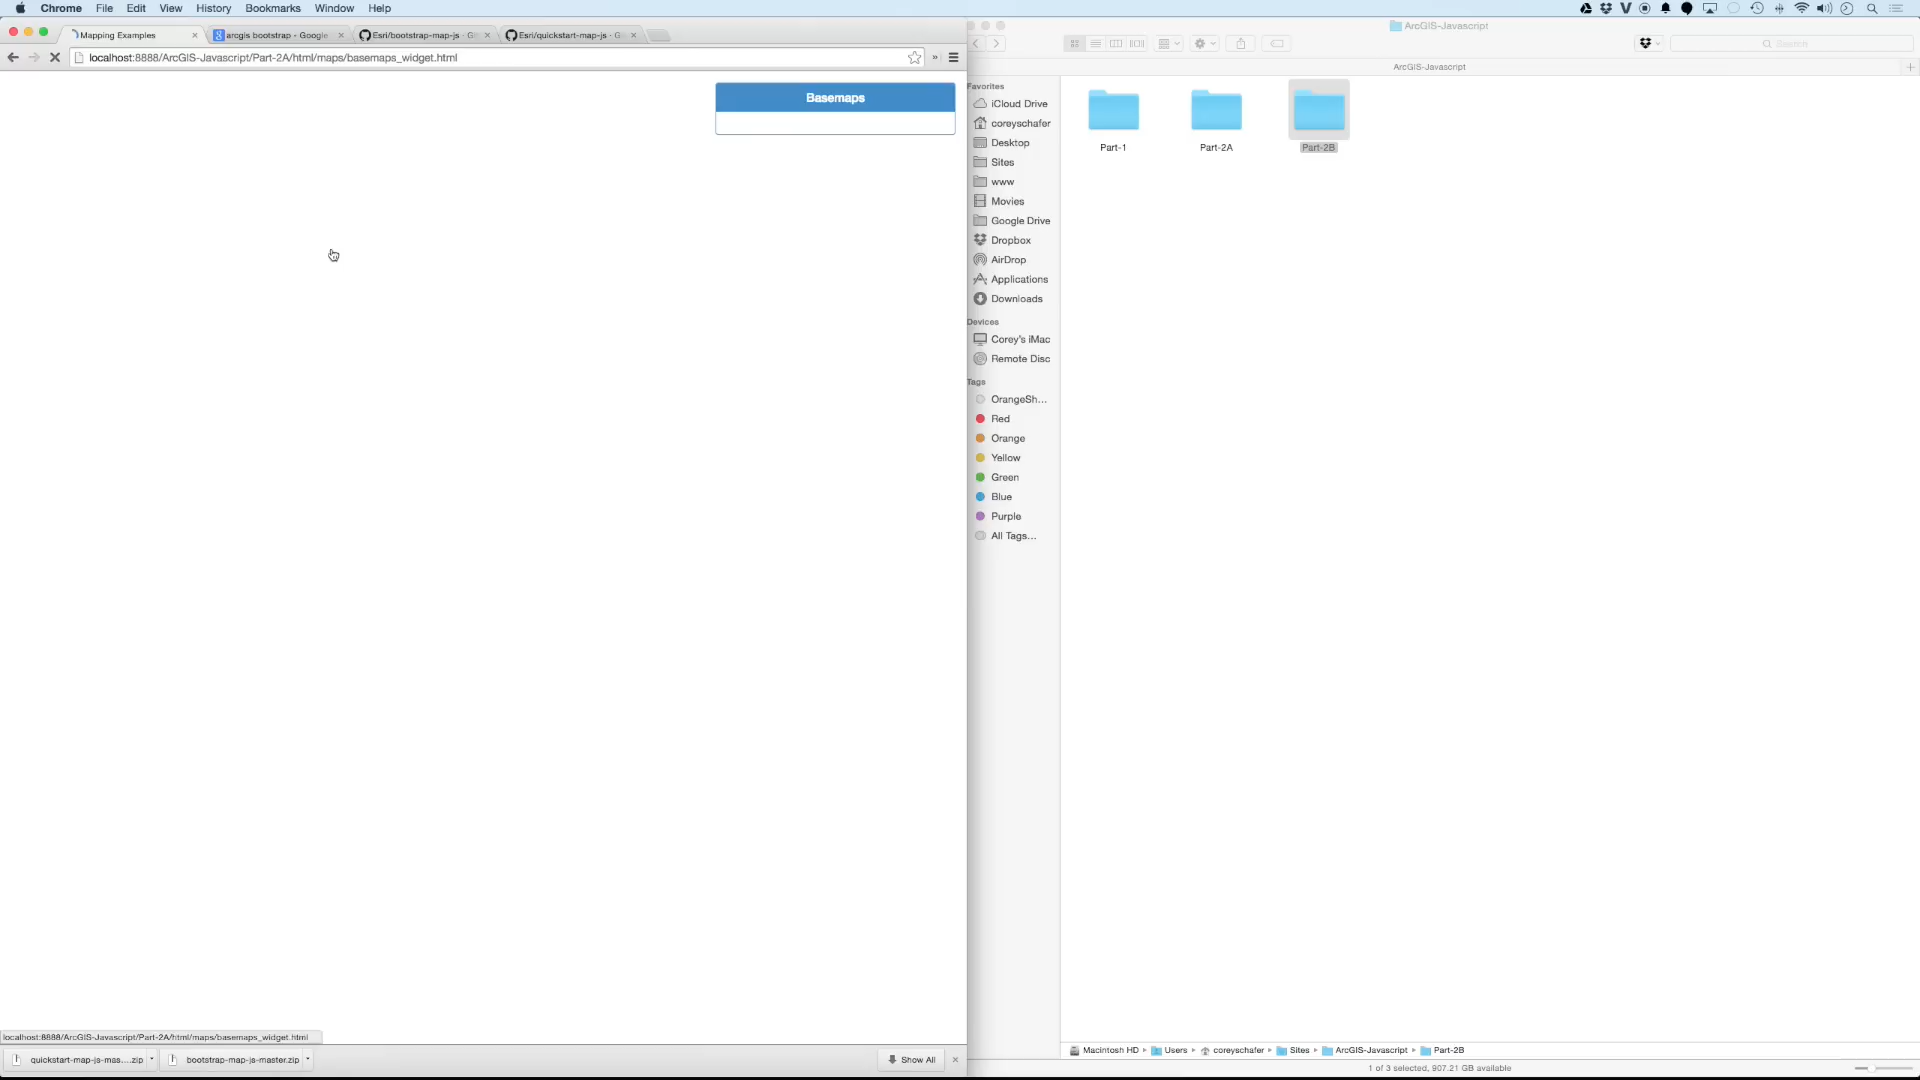 Chrome File Edit View History Bookmarks Window Help
Mapping Examples
arcgis bootstrap - Google
Esri/bootstrap-map-js · Gi
Esri/quickstart-map-js · G
localhost:8888/ArcGIS-Javascript/Part-2A/html/maps/basemaps_widget.html
»
Basemaps
localhost:8888/ArcGIS-Javascript/Part-2A/html/maps/basemaps_widget.html
quickstart-map-js-mas....zip
bootstrap-map-js-master.zip
Show All
ArcGIS-Javascript
Search
ArcGIS-Javascript
Favorites
iCloud Drive
coreyschafer
Desktop
Sites
www
Movies
Google Drive
Dropbox
AirDrop
Applications
Downloads
Devices
Corey's iMac
Remote Disc
Tags
OrangeSh...
Red
Orange
Yellow
Green
Blue
Purple
All Tags...
Part-1
Part-2A
Part-2B
Macintosh HD Users coreyschafer Sites ArcGIS-Javascript Part-2B
1 of 3 selected, 907.21 GB available